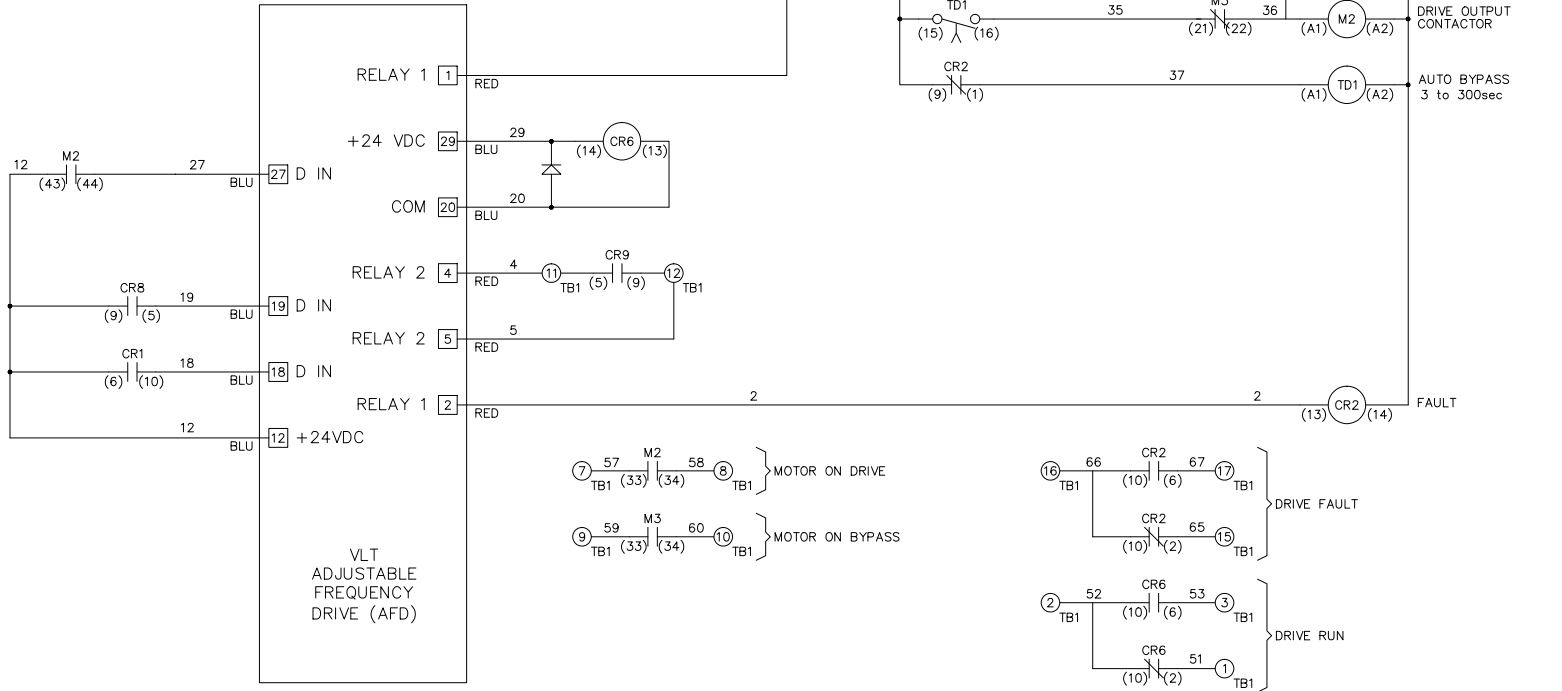 TD1
(15) (16)
35
M3
(21) (22)
36
M2
(A1) (A2)
DRIVE OUTPUT
CONTACTOR
RELAY 1 1
RED
CR2
(9) (1)
37
TD1
(A1) (A2)
AUTO BYPASS
3 to 300sec
+24 VDC 29
29
BLU
CR6
(14) (13)
12
M2
(43) (44)
27
BLU
27 D IN
COM 20
20
BLU
RELAY 2 4
4
RED
11
TB1
CR9
(5) (9)
12
TB1
CR8
(9) (5)
19
BLU
19 D IN
RELAY 2 5
5
RED
CR1
(6) (10)
18
BLU
18 D IN
RELAY 1 2
RED
2
2
CR2
(13) (14)
FAULT
12
BLU
12 +24VDC
7
TB1
57
M2
(33) (34)
58
8
TB1
MOTOR ON DRIVE
16
TB1
66
CR2
(10) (6)
67
17
TB1
DRIVE FAULT
9
TB1
59
M3
(33) (34)
60
10
TB1
MOTOR ON BYPASS
CR2
(10) (2)
65
15
TB1
VLT
ADJUSTABLE
FREQUENCY
DRIVE (AFD)
2
TB1
52
CR6
(10) (6)
53
3
TB1
DRIVE RUN
CR6
(10) (2)
51
1
TB1